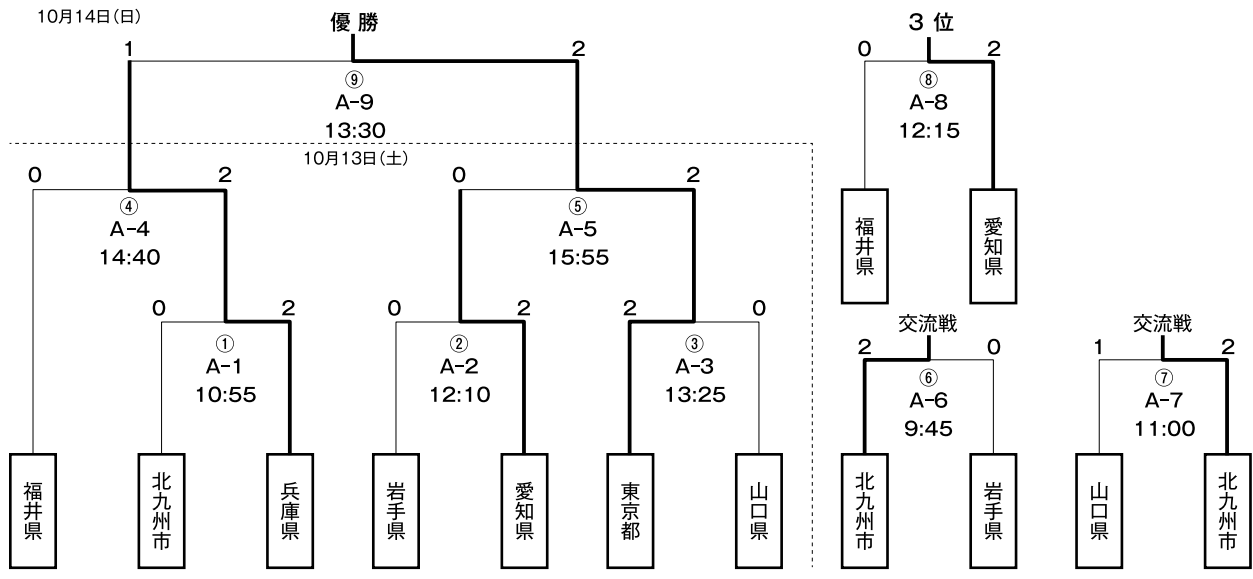 10月14日(日)
優勝
3位
1
2
0
2
⑨
A-9
13:30
⑧
A-8
12:15
10月13日(土)
0
2
0
2
④
A-4
14:40
⑤
A-5
15:55
福井県
愛知県
0
2
0
2
2
0
①
A-1
10:55
②
A-2
12:10
③
A-3
13:25
交流戦
交流戦
2
0
1
2
⑥
A-6
9:45
⑦
A-7
11:00
福井県
北九州市
兵庫県
岩手県
愛知県
東京都
山口県
北九州市
岩手県
山口県
北九州市